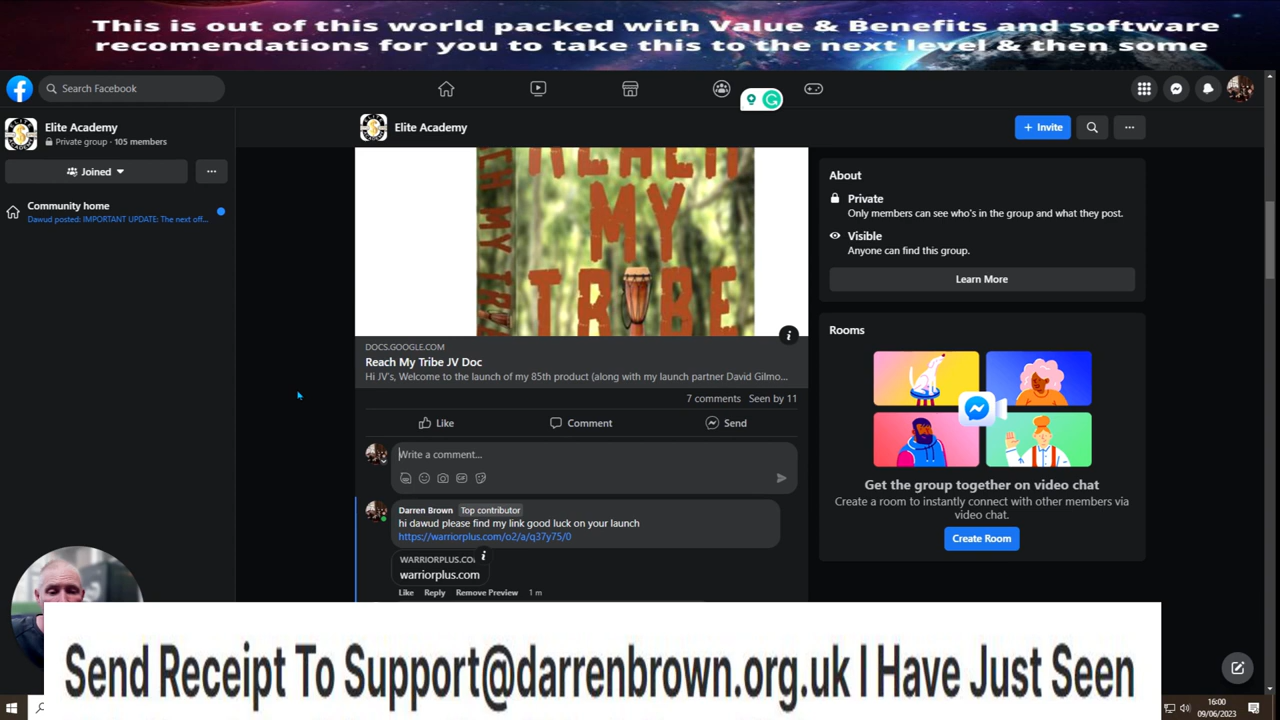 This is out of this world packed with Value & Benefits and software
recomendations for you to take this to the next level & then some
Search Facebook
Elite Academy
Private group · 105 members
Joined
Community home
Dawud posted: IMPORTANT UPDATE: The next off...
Elite Academy
+ Invite
REACH
MY
TRIBE
DOCS.GOOGLE.COM
Reach My Tribe JV Doc
Hi JV's, Welcome to the launch of my 85th product (along with my launch partner David Gilmo...
7 comments Seen by 11
Like Comment Send
Write a comment...
Darren Brown Top contributor
hi dawud please find my link good luck on your launch
https://warriorplus.com/o2/a/q37y75/0
WARRIORPLUS.CO
warriorplus.com
Like Reply Remove Preview 1 m
About
Private
Only members can see who's in the group and what they post.
Visible
Anyone can find this group.
Learn More
Rooms
Get the group together on video chat
Create a room to instantly connect with other members via
video chat.
Create Room
Send Receipt To Support@darrenbrown.org.uk I Have Just Seen
16:00
09/06/2023